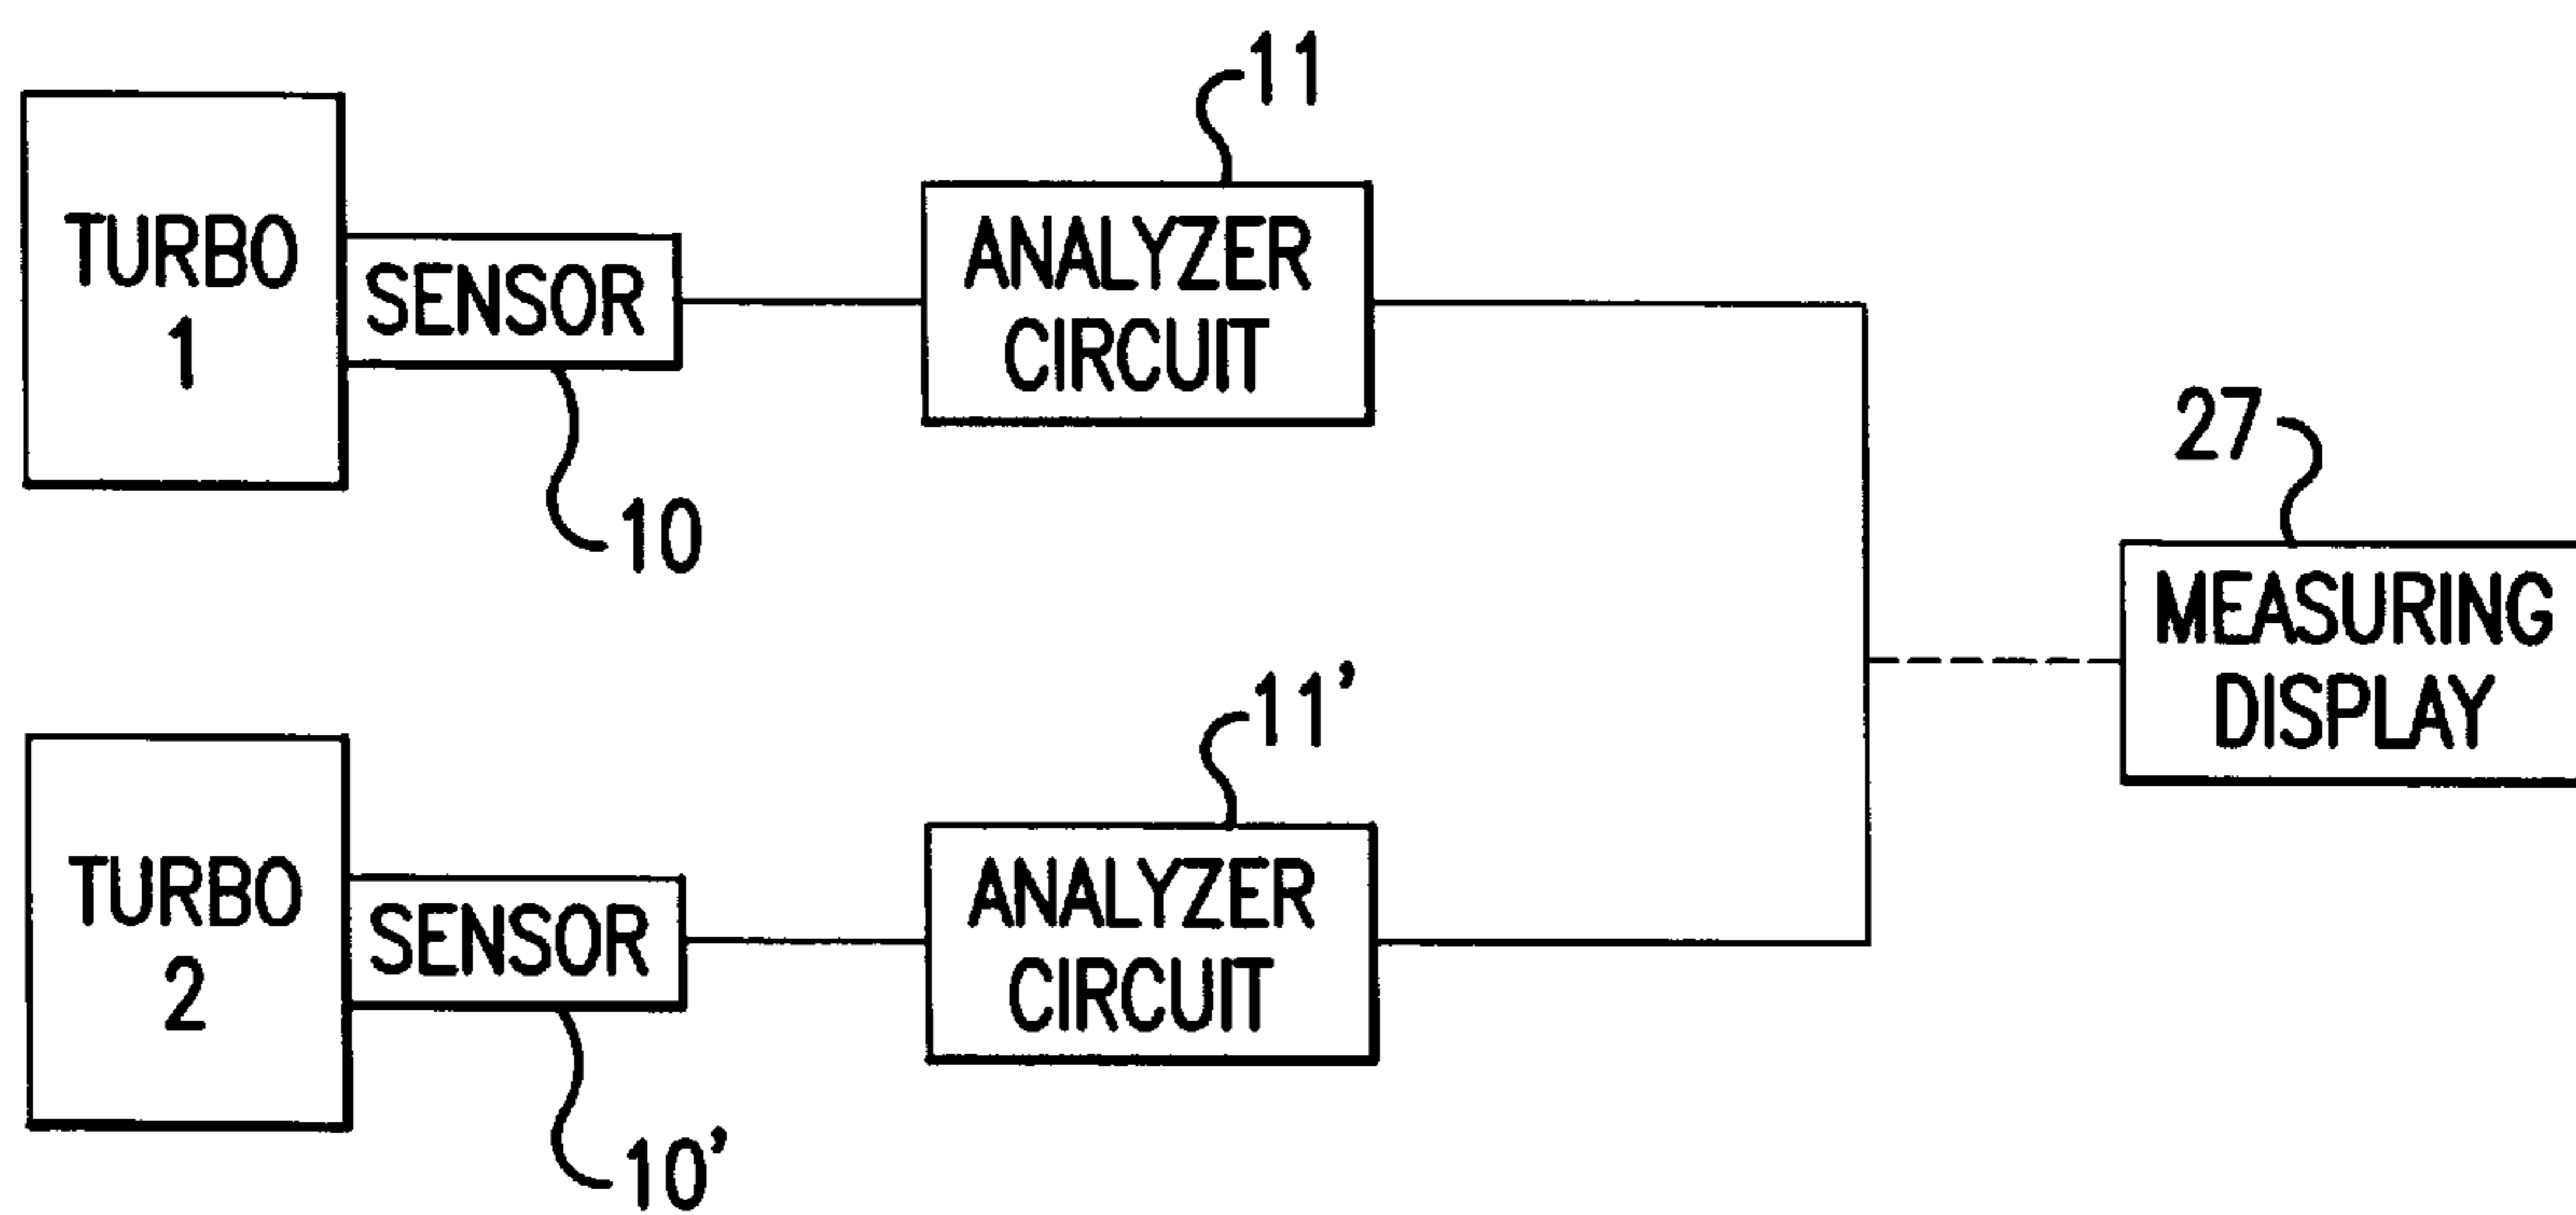 11
TURBO
1
SENSOR
ANALYZER
CIRCUIT
10
27
MEASURING
DISPLAY
11'
TURBO
2
SENSOR
ANALYZER
CIRCUIT
10'